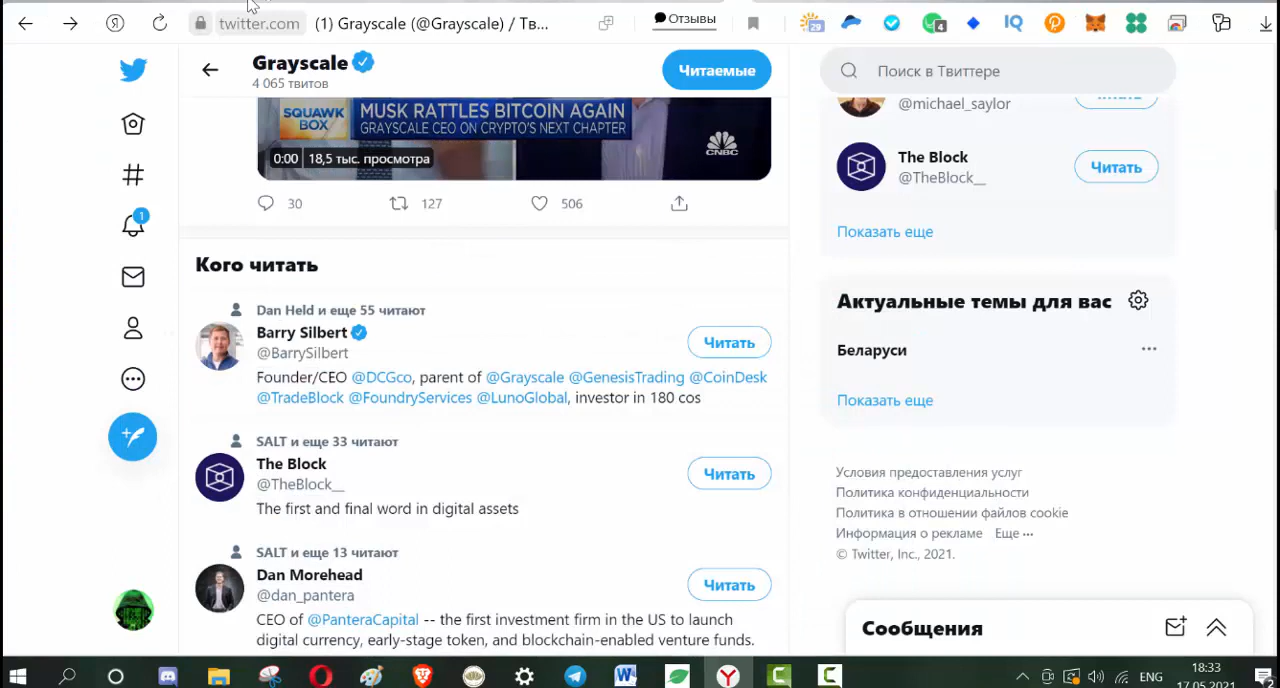 twitter.com
(1) Grayscale (@Grayscale) / Тв...
Отзывы
29
4
IQ
Grayscale
4 065 твитов
Читаемые
Поиск в Твиттере
SQUAWK BOX
MUSK RATTLES BITCOIN AGAIN
GRAYSCALE CEO ON CRYPTO'S NEXT CHAPTER
CNBC
0:00 18,5 тыс. просмотра
30
127
506
@michael_saylor
The Block
@TheBlock__
Читать
Показать еще
1
Кого читать
Dan Held и еще 55 читают
Barry Silbert
@BarrySilbert
Читать
Founder/CEO @DCGco, parent of @Grayscale @GenesisTrading @CoinDesk
@TradeBlock @FoundryServices @LunoGlobal, investor in 180 cos
SALT и еще 33 читают
The Block
@TheBlock__
Читать
The first and final word in digital assets
SALT и еще 13 читают
Dan Morehead
@dan_pantera
Читать
CEO of @PanteraCapital -- the first investment firm in the US to launch
digital currency, early-stage token, and blockchain-enabled venture funds.
Актуальные темы для вас
Беларуси
Показать еще
Условия предоставления услуг
Политика конфиденциальности
Политика в отношении файлов cookie
Информация о рекламе Еще ···
© Twitter, Inc., 2021.
Сообщения
ENG
18:33
17.05.2021
2